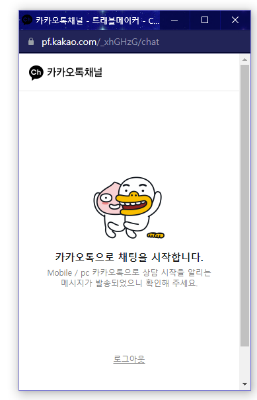 카카오톡채널 - 트래블메이커 - C...
pf.kakao.com/_xhGHzG/chat
Ch 카카오톡채널
카카오톡으로 채팅을 시작합니다.
Mobile / pc 카카오톡으로 상담 시작을 알리는
메시지가 발송되었으니 확인해 주세요.
로그아웃